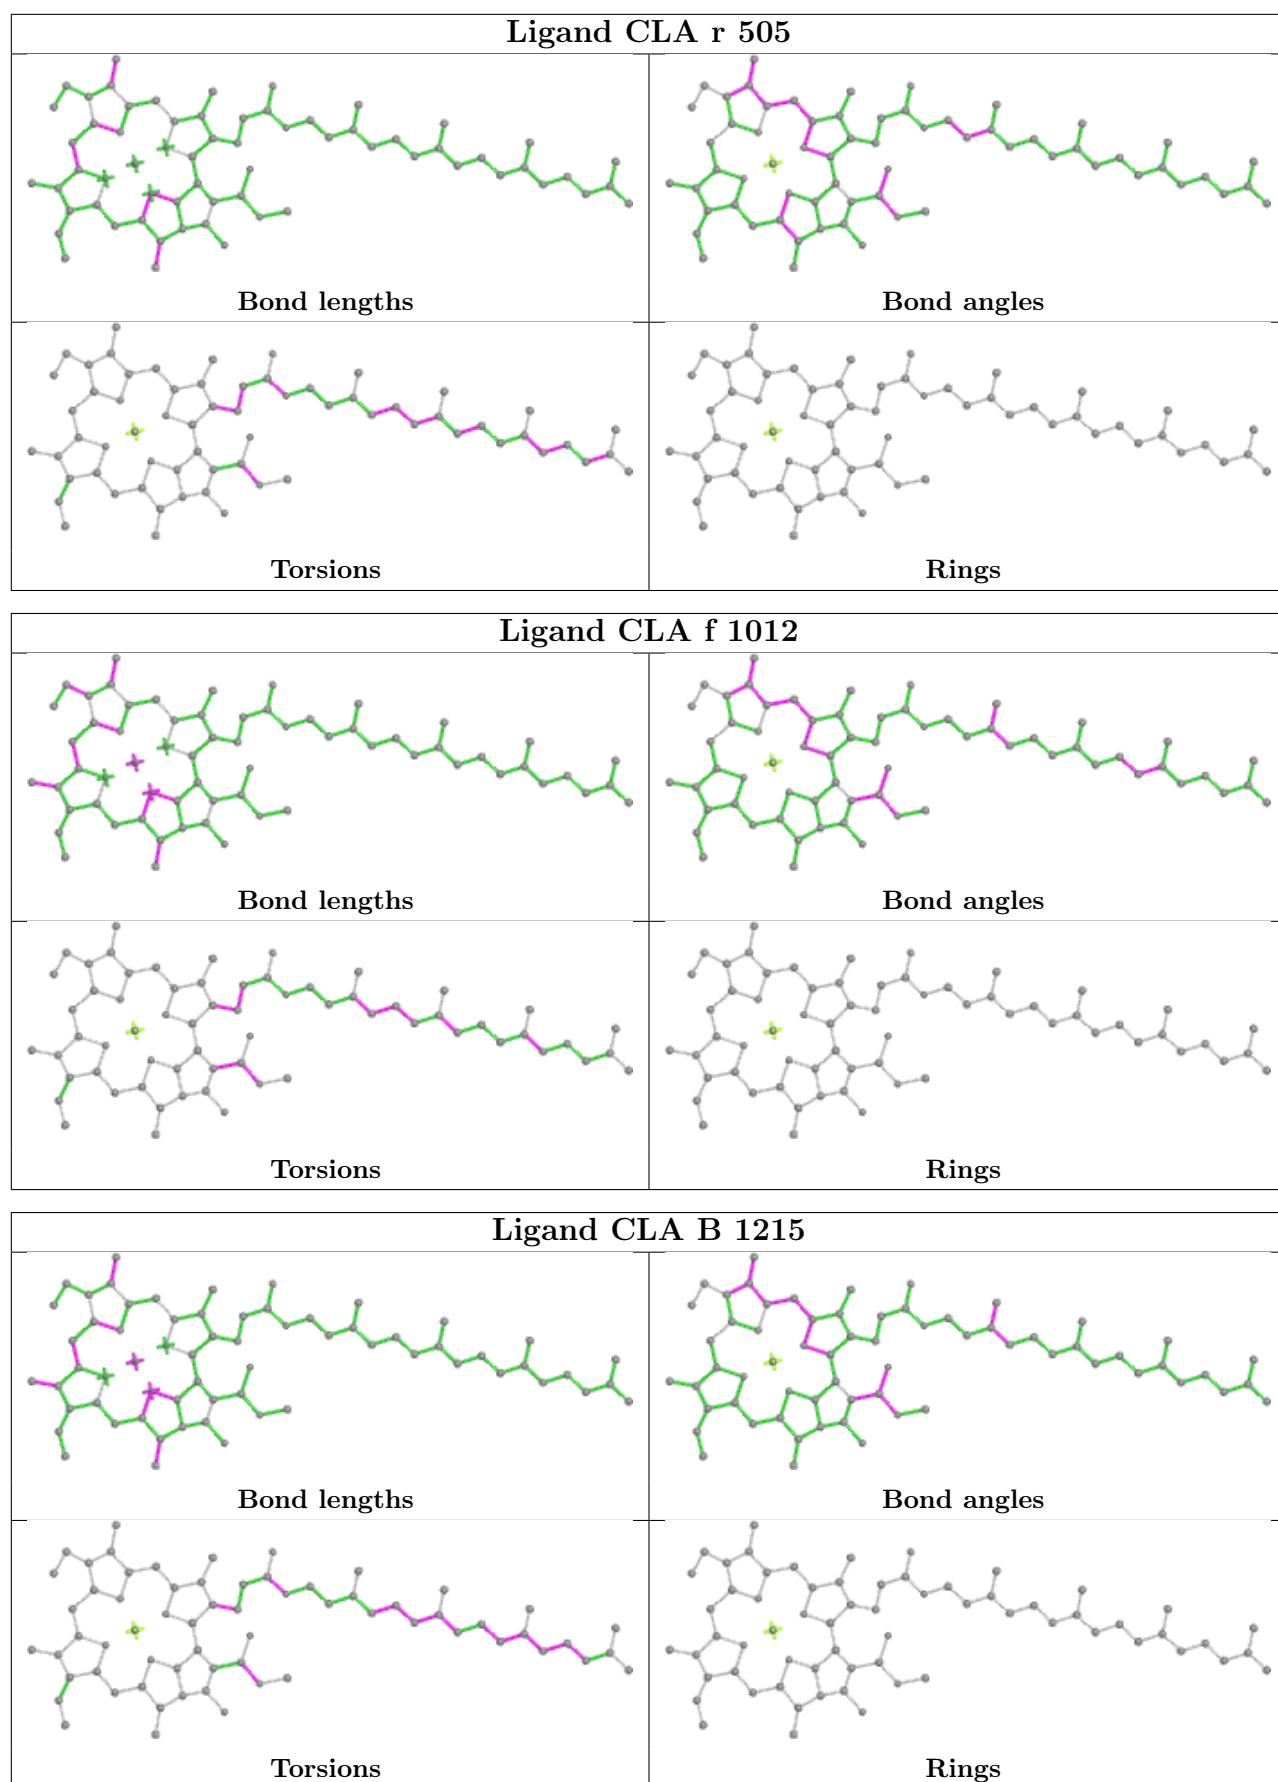 Ligand CLA r 505
Bond lengths
Bond angles
Torsions
Rings
Ligand CLA f 1012
Bond lengths
Bond angles
Torsions
Rings
Ligand CLA B 1215
Bond lengths
Bond angles
Torsions
Rings